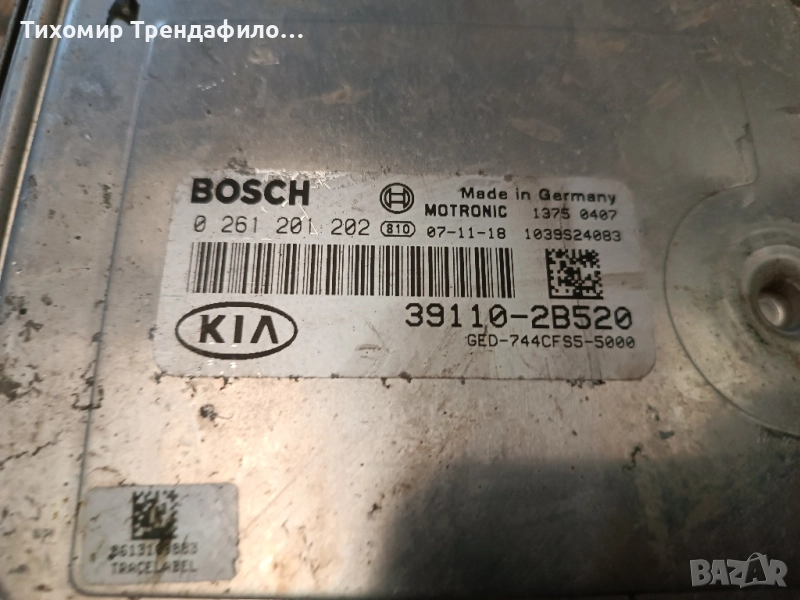 Тихомир Трендафило...
BOSCH
Made in Germany
MOTRONIC 1375 0407
0 261 201 202 810 07-11-18 1039S24083
39110-2B520
KIA
GED-744CFS5-5000
TRACELABEL
BAZAR